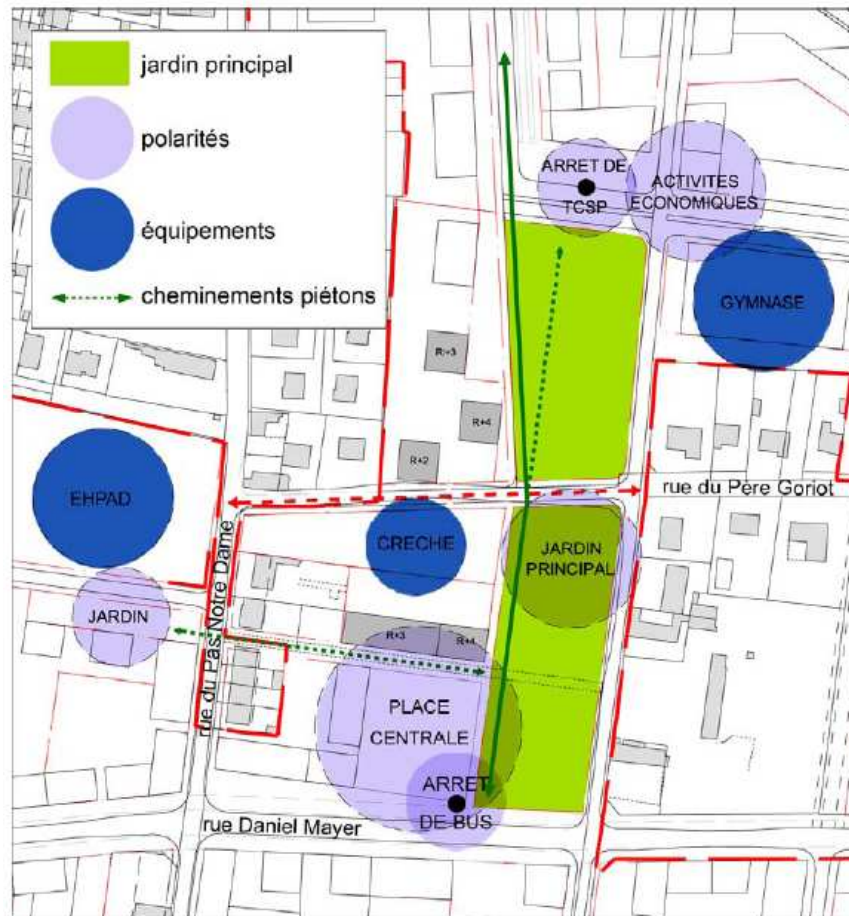 jardin principal
polarités
équipements
cheminements piétons
ARRET DE
TCSP
ACTIVITES
ECONOMIQUES
GYMNASE
R+3
R+4
R+2
EHPAD
rue du Père Goriot
CRECHE
JARDIN
PRINCIPAL
JARDIN
rue du Pas Notre Dame
R+3
R+4
PLACE
CENTRALE
ARRET
DE BUS
rue Daniel Mayer